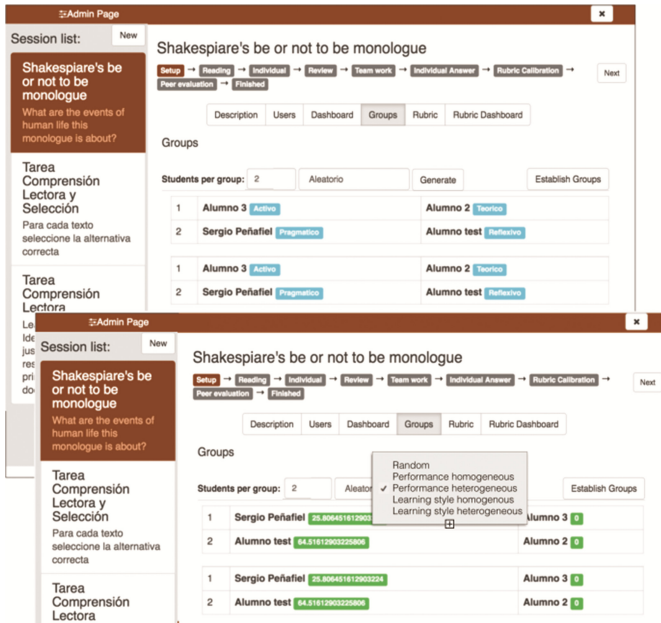 Admin Page
Session list:
New
Shakespiare's be
or not to be
monologue
What are the events of
human life this
monologue is about?
Tarea
Comprensión
Lectora y
Selección
Para cada texto
seleccione la alternativa
correcta
Tarea
Comprensión
Lectora
Shakespiare's be or not to be monologue
Setup → Reading → Individual → Review → Team work → Individual Answer → Rubric Calibration →
Peer evaluation → Finished
Next
Description Users Dashboard Groups Rubric Rubric Dashboard
Groups
Students per group: 2 Aleatorio Generate Establish Groups
1 Alumno 3 Activo Alumno 2 Teorico
2 Sergio Peñafiel Pragmatico Alumno test Reflexivo
1 Alumno 3 Activo Alumno 2 Teorico
2 Sergio Peñafiel Pragmatico Alumno test Reflexivo
Admin Page
Session list:
New
Shakespiare's be
or not to be
monologue
What are the events of
human life this
monologue is about?
Tarea
Comprensión
Lectora y
Selección
Para cada texto
seleccione la alternativa
correcta
Tarea
Comprensión
Lectora
Shakespiare's be or not to be monologue
Setup → Reading → Individual → Review → Team work → Individual Answer → Rubric Calibration →
Peer evaluation → Finished
Next
Description Users Dashboard Groups Rubric Rubric Dashboard
Groups
Random
Performance homogeneous
✓ Performance heterogeneous
Learning style homogenous
Learning style heterogeneous
Students per group: 2 Aleator Establish Groups
1 Sergio Peñafiel 25.806451612903 Alumno 3 0
2 Alumno test 64.51612903225806 Alumno 2 0
1 Sergio Peñafiel 25.806451612903224 Alumno 3 0
2 Alumno test 64.51612903225806 Alumno 2 0